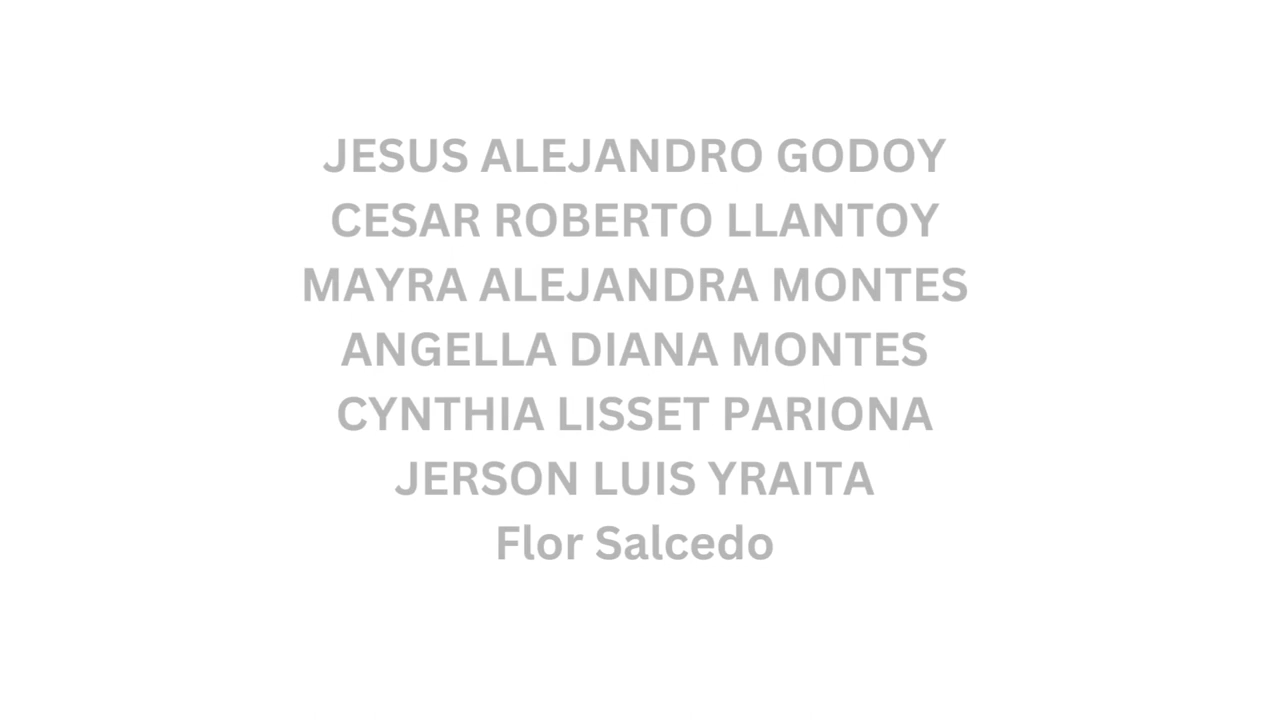 JESUS ALEJANDRO GODOY
CESAR ROBERTO LLANTOY
MAYRA ALEJANDRA MONTES
ANGELLA DIANA MONTES
CYNTHIA LISSET PARIONA
JERSON LUIS YRAITA
Flor Salcedo